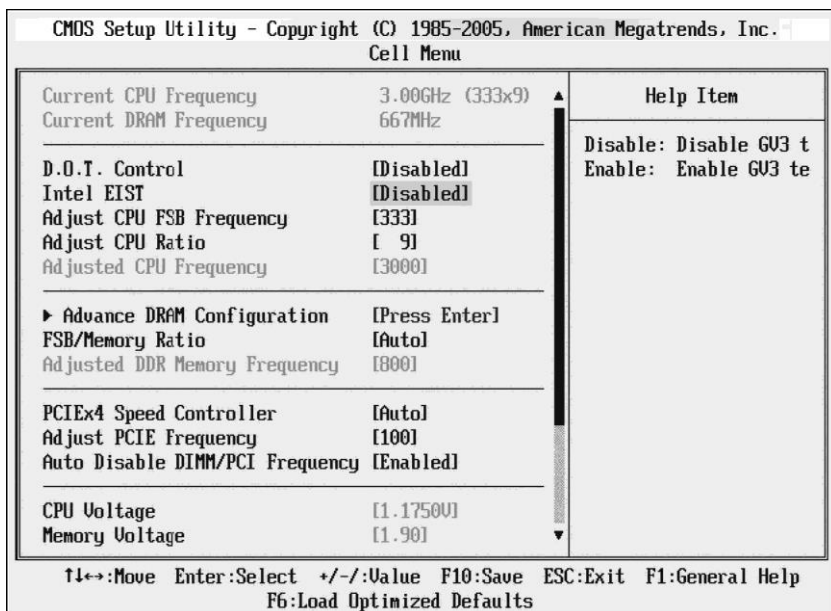 CMOS Setup Utility - Copyright (C) 1985-2005, American Megatrends, Inc.
Cell Menu
Current CPU Frequency 3.00GHz (333x9)
Current DRAM Frequency 667MHz
D.O.T. Control [Disabled]
Intel EIST [Disabled]
Adjust CPU FSB Frequency [333]
Adjust CPU Ratio [ 9]
Adjusted CPU Frequency [3000]
▶ Advance DRAM Configuration [Press Enter]
FSB/Memory Ratio [Auto]
Adjusted DDR Memory Frequency [800]
PCIEx4 Speed Controller [Auto]
Adjust PCIE Frequency [100]
Auto Disable DIMM/PCI Frequency [Enabled]
CPU Voltage [1.1750V]
Memory Voltage [1.90]
Help Item
Disable: Disable GV3 t
Enable: Enable GV3 te
↑↓←→:Move Enter:Select +/-/:Value F10:Save ESC:Exit F1:General Help
F6:Load Optimized Defaults